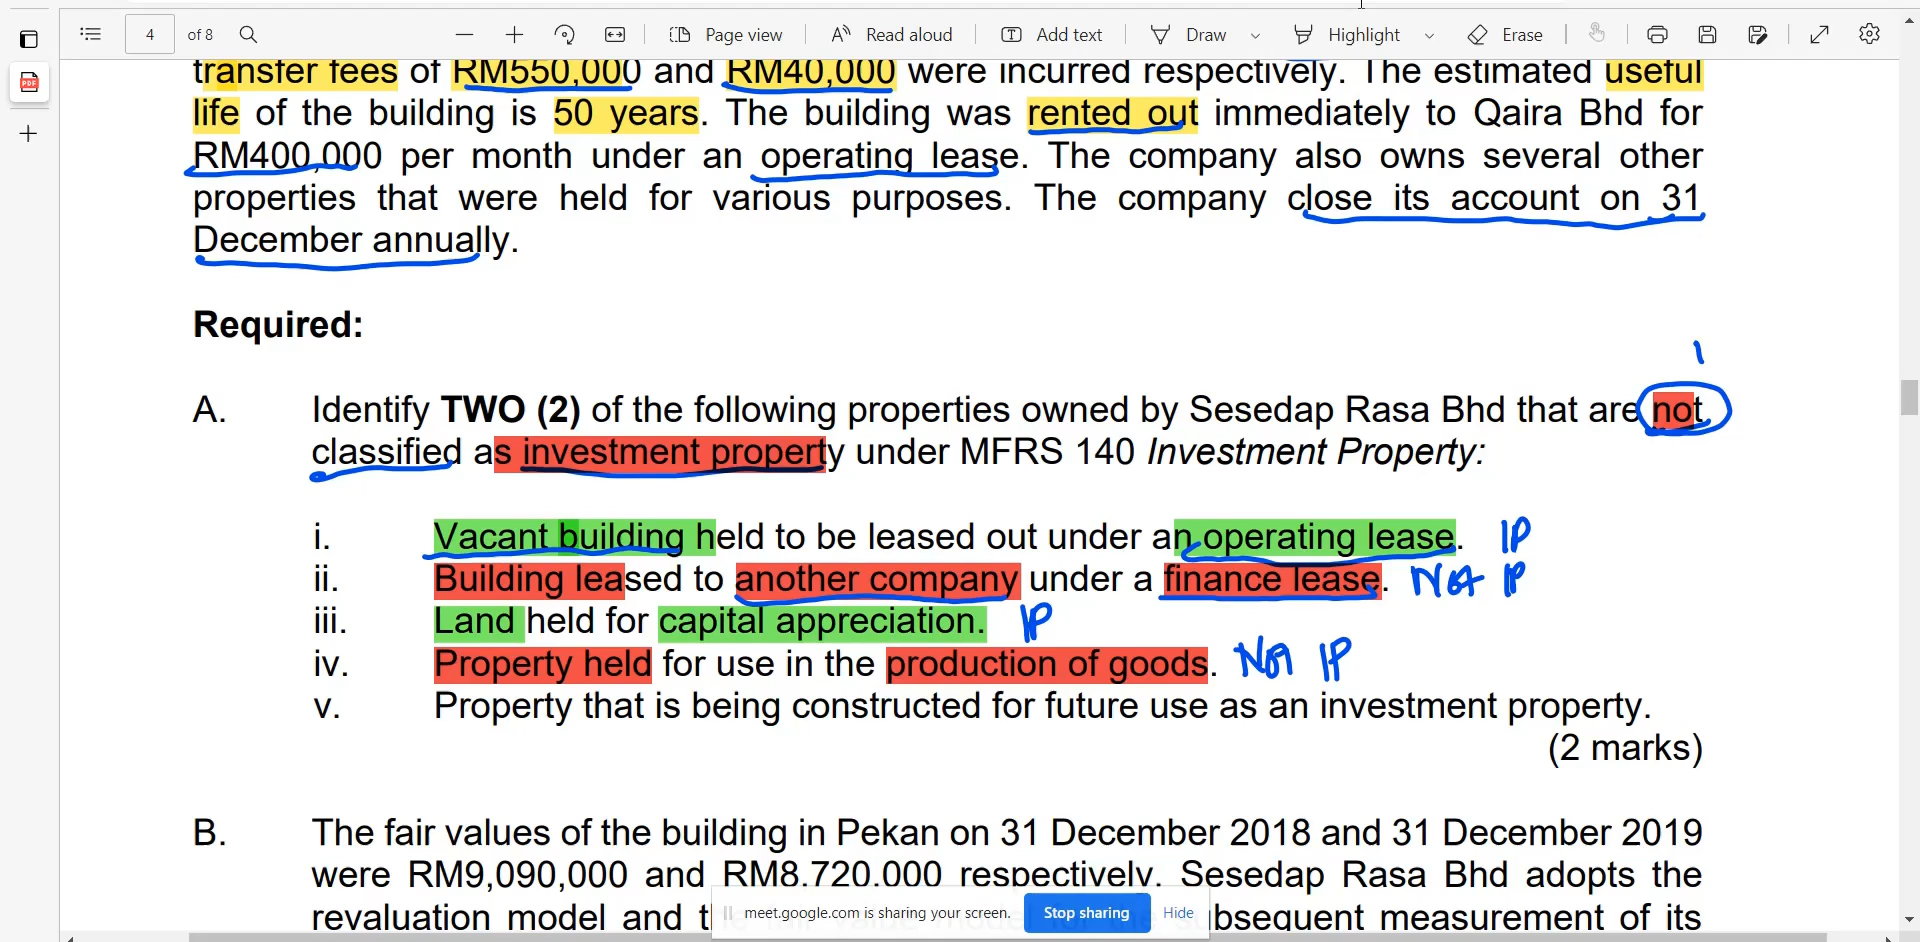 4 of 8 Page view Read aloud Add text Draw Highlight Erase
PDF
transfer fees of RM550,000 and RM40,000 were incurred respectively. The estimated useful
life of the building is 50 years. The building was rented out immediately to Qaira Bhd for
RM400,000 per month under an operating lease. The company also owns several other
properties that were held for various purposes. The company close its account on 31
December annually.
Required:
A. Identify TWO (2) of the following properties owned by Sesedap Rasa Bhd that are not
classified as investment property under MFRS 140 Investment Property:
i. Vacant building held to be leased out under an operating lease. IP
ii. Building leased to another company under a finance lease. Not IP
iii. Land held for capital appreciation. IP
iv. Property held for use in the production of goods. Not IP
v. Property that is being constructed for future use as an investment property.
(2 marks)
B. The fair values of the building in Pekan on 31 December 2018 and 31 December 2019
were RM9,090,000 and RM8,720,000 respectively. Sesedap Rasa Bhd adopts the
meet.google.com is sharing your screen. Stop sharing Hide
revaluation model and subsequent measurement of its